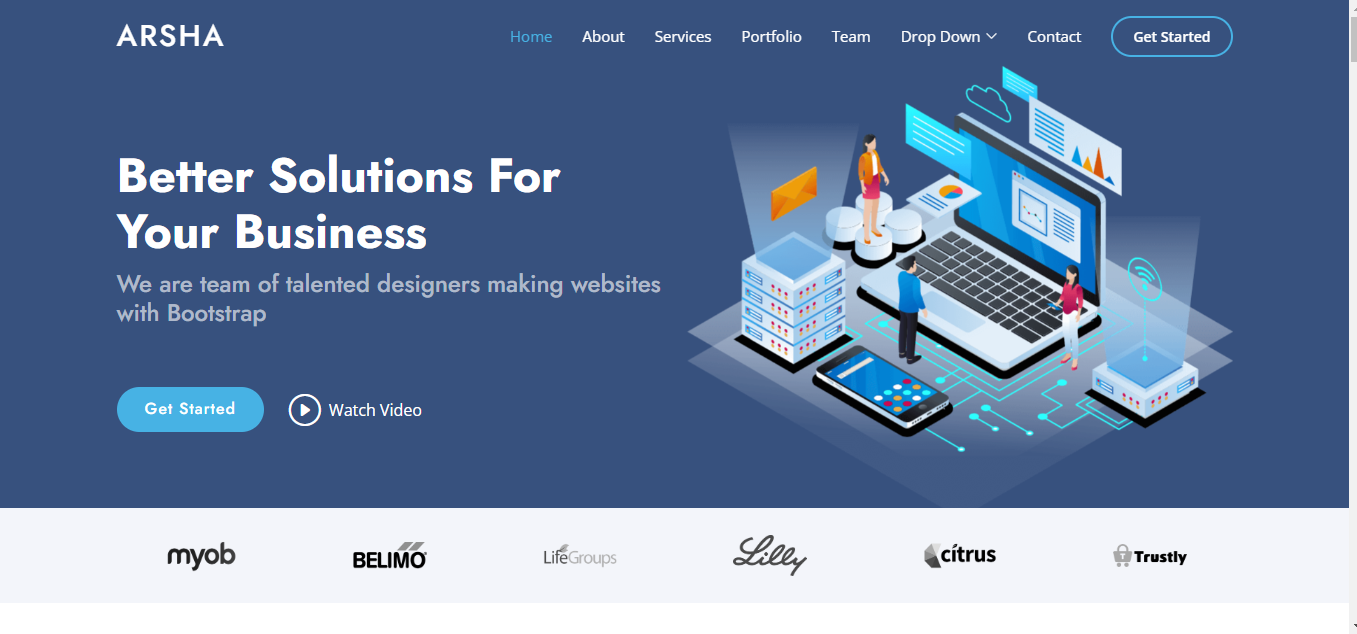 ARSHA
Home About Services Portfolio Team Drop Down Contact Get Started
Better Solutions For
Your Business
We are team of talented designers making websites
with Bootstrap
Get Started Watch Video
myob BELIMO LifeGroups Lilly citrus Trustly